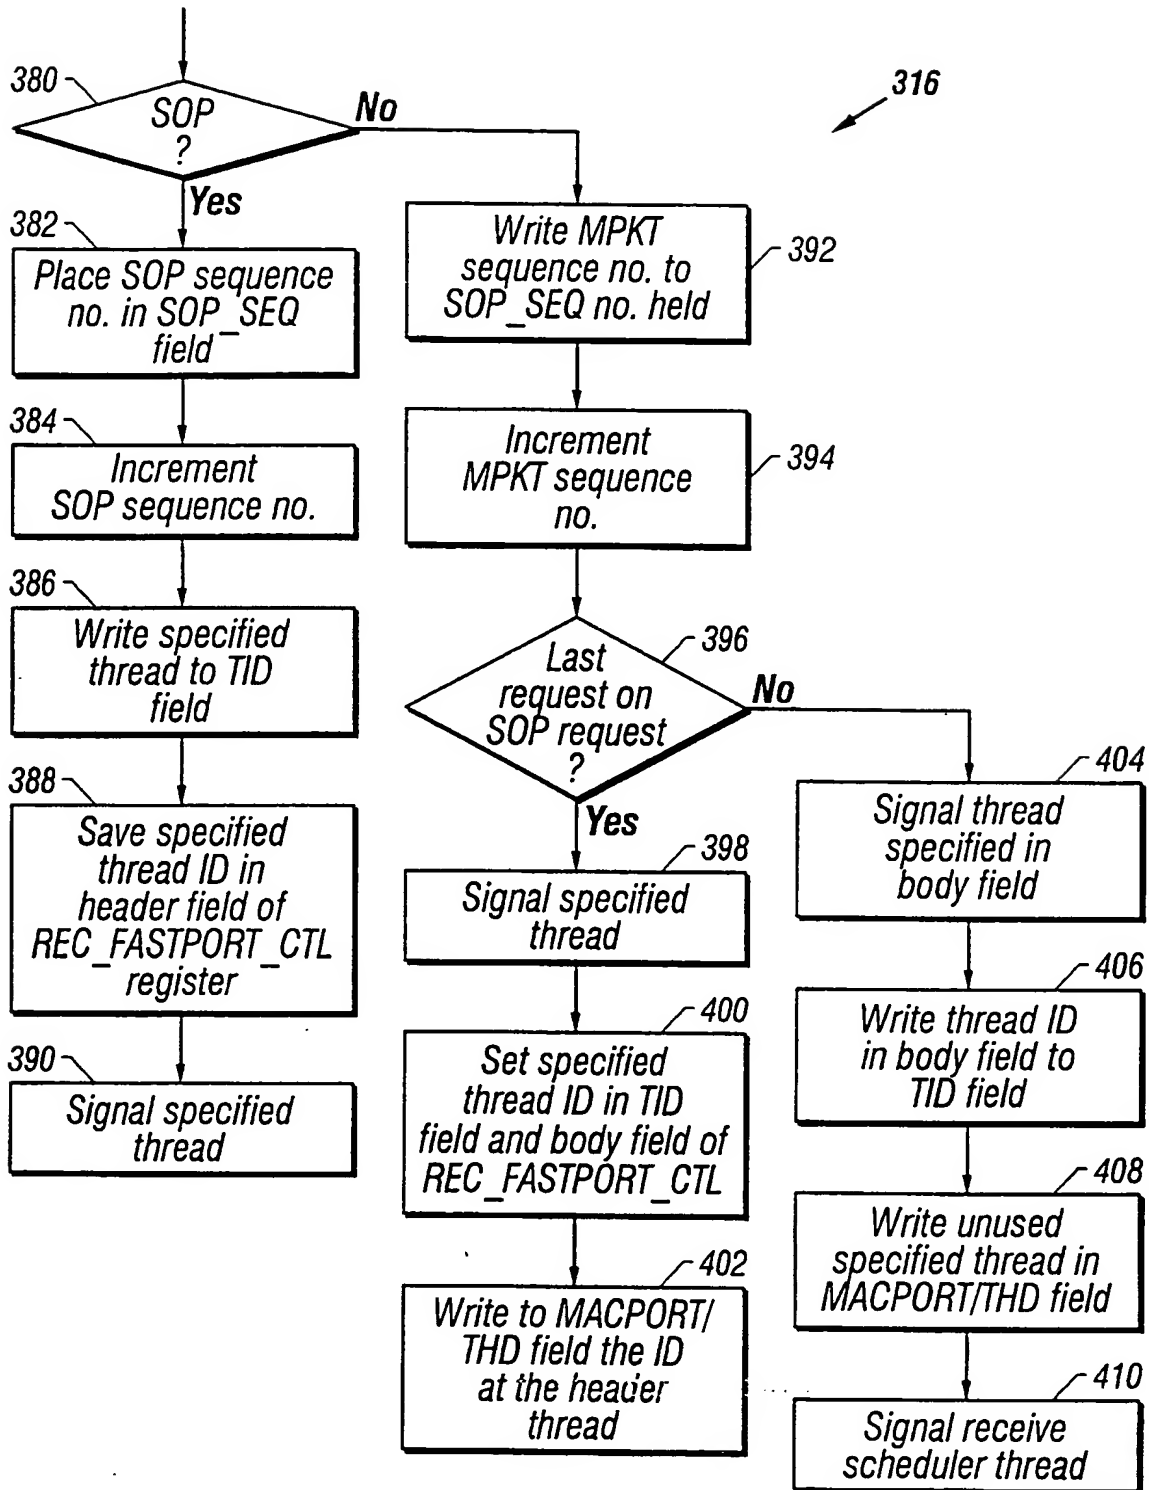 380
SOP
?
No
316
Yes
382
Place SOP sequence
no. in SOP_SEQ
field
384
Increment
SOP sequence no.
386
Write specified
thread to TID
field
388
Save specified
thread ID in
header field of
REC_FASTPORT_CTL
register
390
Signal specified
thread
Write MPKT
sequence no. to
SOP_SEQ no. held
392
Increment
MPKT sequence
no.
394
396
Last
request on
SOP request
?
No
Yes
398
Signal specified
thread
400
Set specified
thread ID in TID
field and body field of
REC_FASTPORT_CTL
402
Write to MACPORT/
THD field the ID
at the header
thread
404
Signal thread
specified in
body field
406
Write thread ID
in body field to
TID field
408
Write unused
specified thread in
MACPORT/THD field
410
Signal receive
scheduler thread